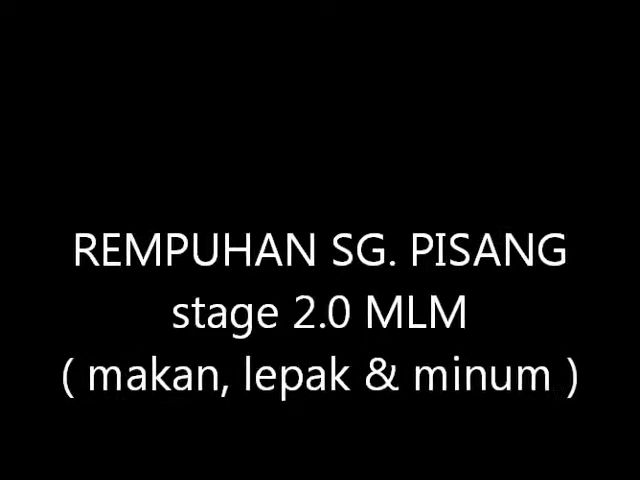 REMPUHAN SG. PISANG
stage 2.0 MLM
( makan, lepak & minum )